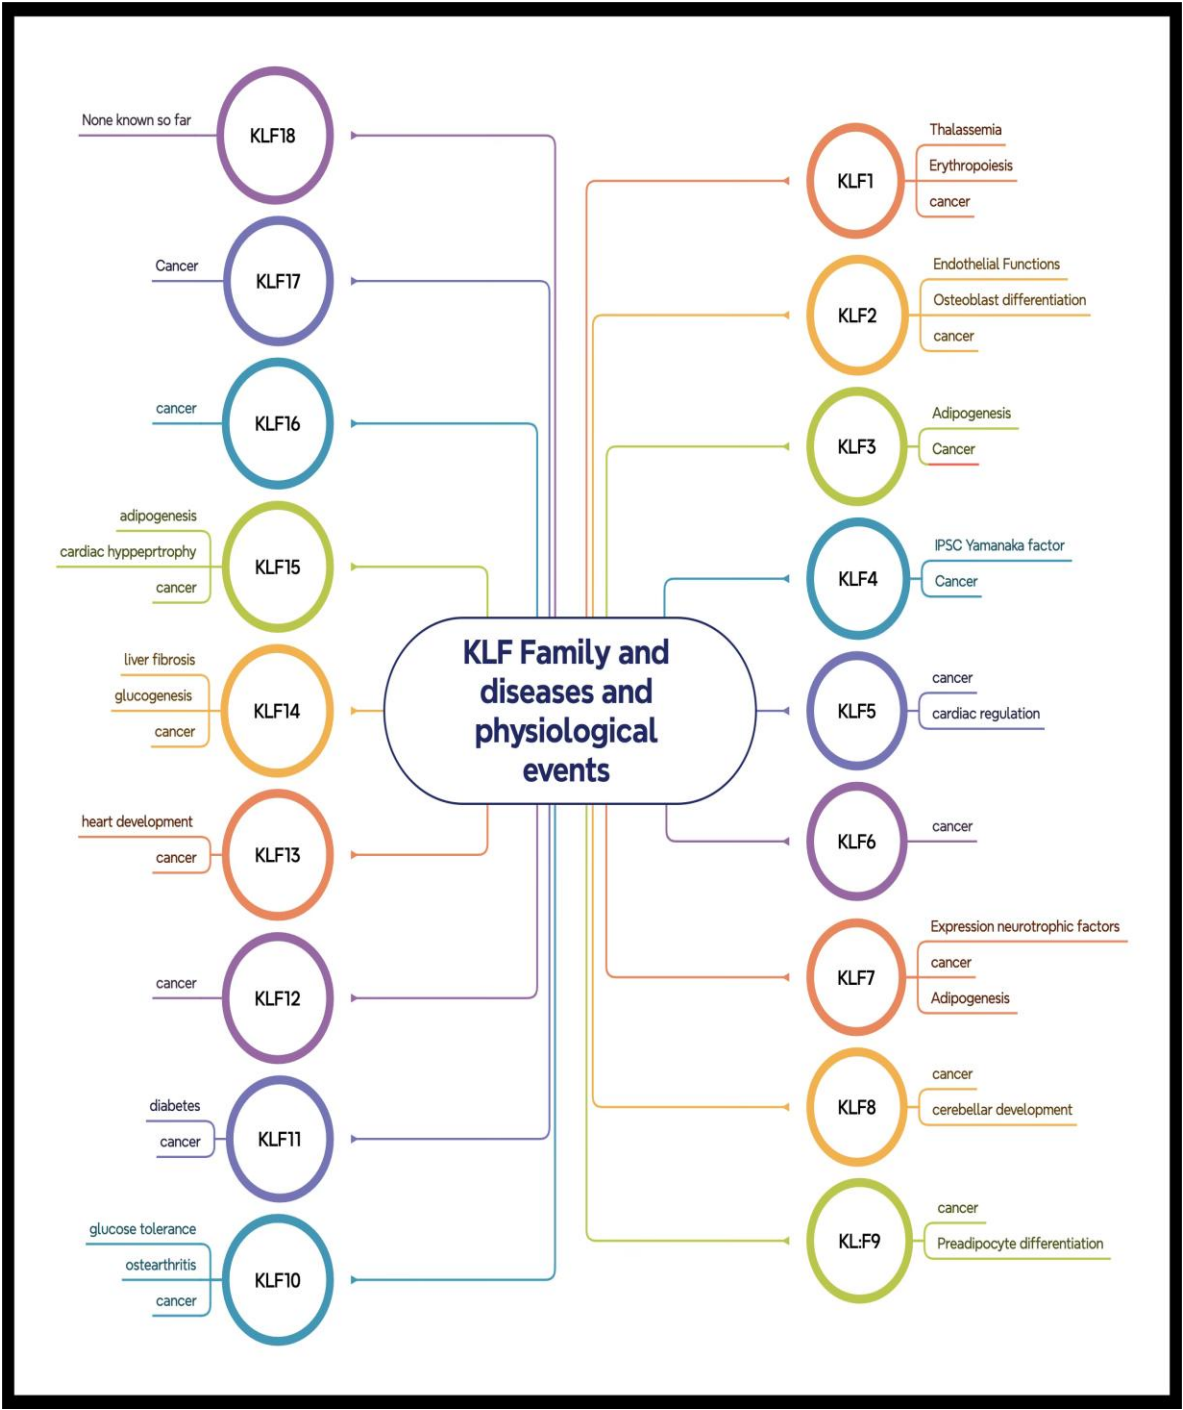 KLF Family and
diseases and
physiological
events
KLF1
Thalassemia
Erythropoiesis
cancer
KLF2
Endothelial Functions
Osteoblast differentiation
cancer
KLF3
Adipogenesis
Cancer
KLF4
IPSC Yamanaka factor
Cancer
KLF5
cancer
cardiac regulation
KLF6
cancer
KLF7
Expression neurotrophic factors
cancer
Adipogenesis
KLF8
cancer
cerebellar development
KL:F9
cancer
Preadipocyte differentiation
KLF10
glucose tolerance
ostearthritis
cancer
KLF11
diabetes
cancer
KLF12
cancer
KLF13
heart development
cancer
KLF14
liver fibrosis
glucogenesis
cancer
KLF15
adipogenesis
cardiac hyppeprtrophy
cancer
KLF16
cancer
KLF17
Cancer
KLF18
None known so far